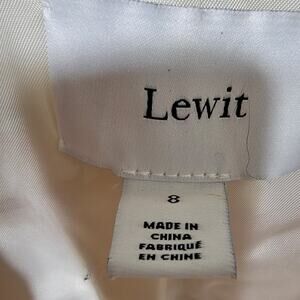 Lewit
8
MADE IN
CHINA
FABRIQUÉ
EN CHINE